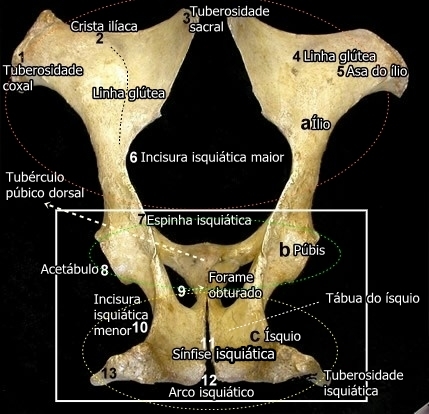 3 Tuberosidade
sacral
Crista ilíaca
2
1
Tuberosidade
coxal
Linha glútea
4 Linha glútea
5 Asa do ílio
a Ílio
6 Incisura isquiática maior
Tubérculo
púbico dorsal
7 Espinha isquiática
b Púbis
Acetábulo 8
Forame
obturado
9
Incisura
isquiática
menor 10
Tábua do ísquio
c Ísquio
11
Sínfise isquiática
12
Arco isquiático
13
Tuberosidade
isquiática